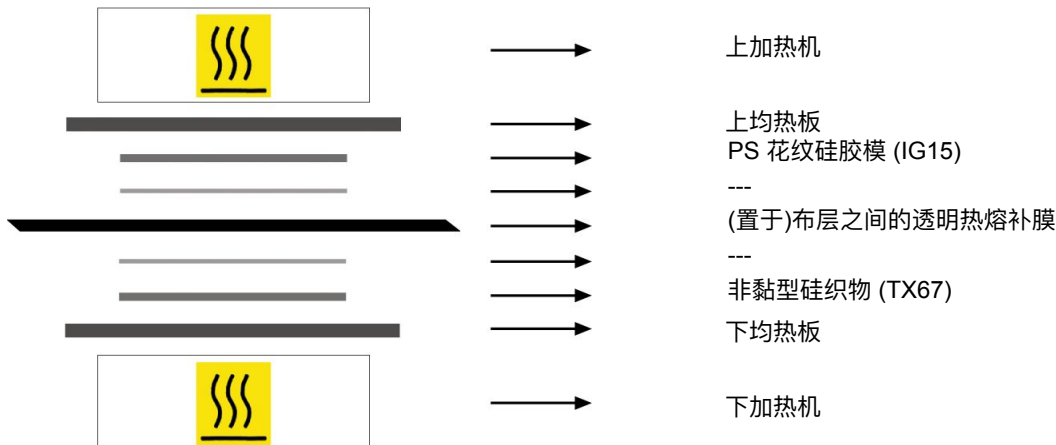 上加热机
上均热板
PS 花纹硅胶模 (IG15)
---
(置于)布层之间的透明热熔补膜
---
非黏型硅织物 (TX67)
下均热板
下加热机